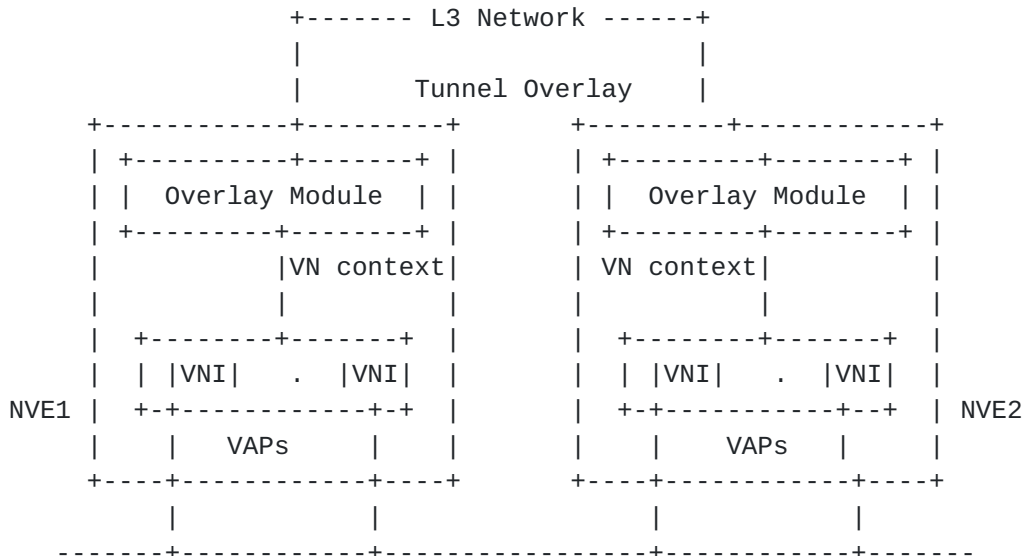 L3 Network
Tunnel Overlay
Overlay Module Overlay Module
VN context VN context
VNI . VNI VNI . VNI
NVE1 NVE2
VAPs VAPs